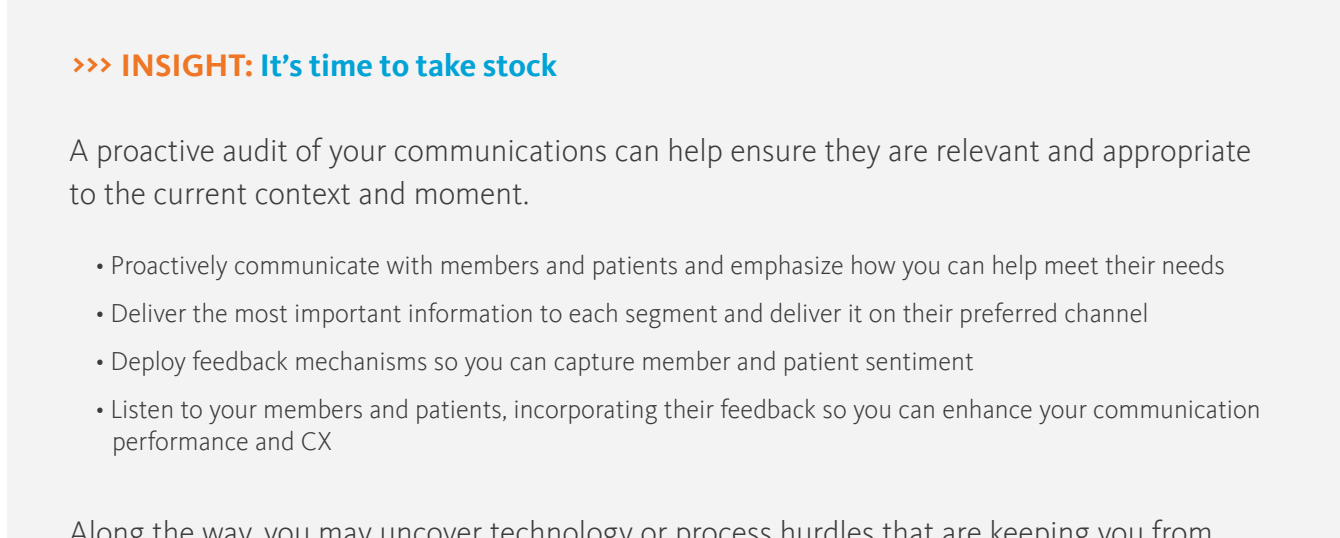 >>> INSIGHT: It’s time to take stock
A proactive audit of your communications can help ensure they are relevant and appropriate
to the current context and moment.
• Proactively communicate with members and patients and emphasize how you can help meet their needs
• Deliver the most important information to each segment and deliver it on their preferred channel
• Deploy feedback mechanisms so you can capture member and patient sentiment
• Listen to your members and patients, incorporating their feedback so you can enhance your communication
performance and CX
Along the way, you may uncover technology or process hurdles that are keeping you from